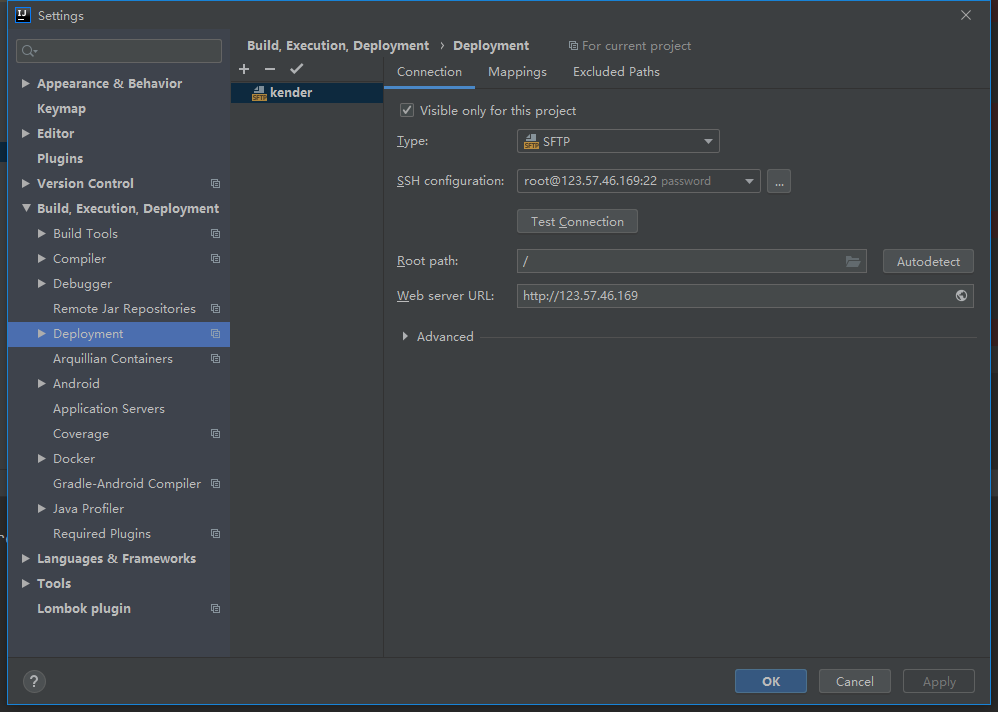 Settings
Appearance & Behavior
Keymap
Editor
Plugins
Version Control
Build, Execution, Deployment
Build Tools
Compiler
Debugger
Remote Jar Repositories
Deployment
Arquillian Containers
Android
Application Servers
Coverage
Docker
Gradle-Android Compiler
Java Profiler
Required Plugins
Languages & Frameworks
Tools
Lombok plugin
Build, Execution, Deployment › Deployment For current project
SFTP kender
Connection Mappings Excluded Paths
Visible only for this project
Type: SFTP SFTP
SSH configuration: root@123.57.46.169:22 password ...
Test Connection
Root path: / Autodetect
Web server URL: http://123.57.46.169
Advanced
? OK Cancel Apply